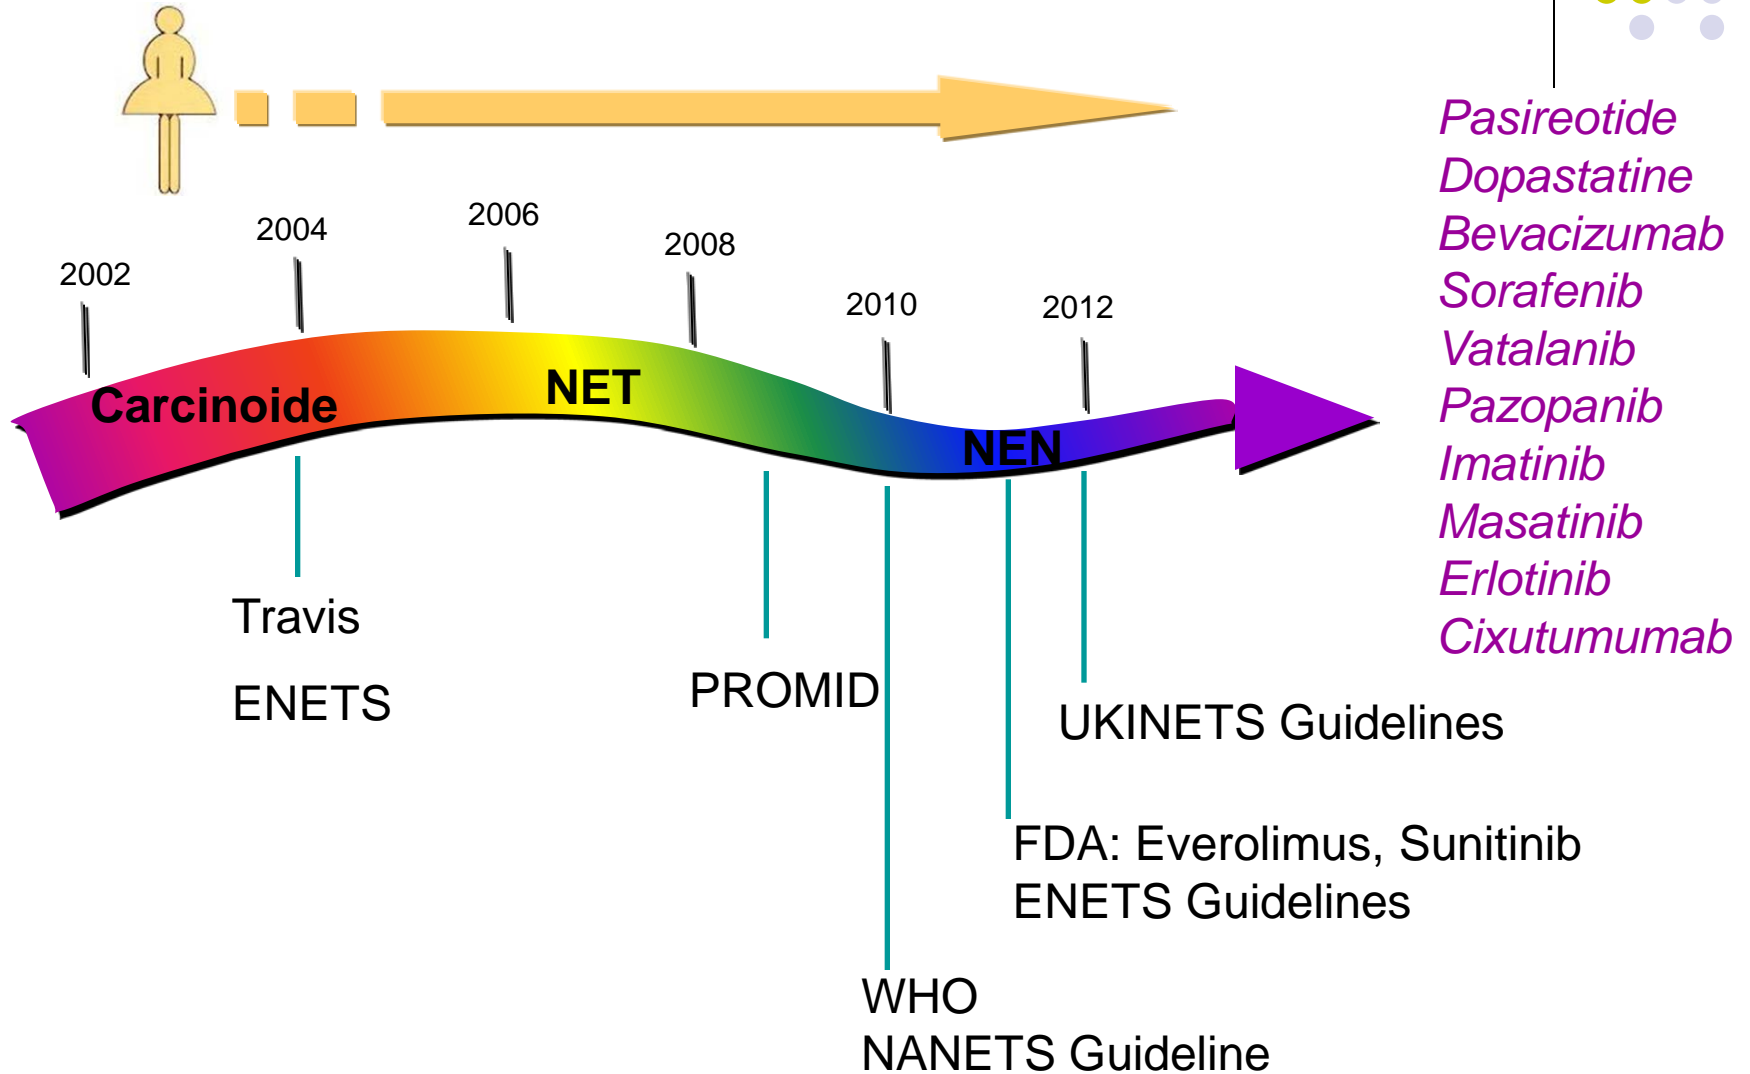 2002
2004
2006
2008
2010
2012
Carcinoide
NET
NEN
Travis
ENETS
PROMID
UKINETS Guidelines
FDA: Everolimus, Sunitinib
ENETS Guidelines
WHO
NANETS Guideline
Pasireotide
Dopastatine
Bevacizumab
Sorafenib
Vatalanib
Pazopanib
Imatinib
Masatinib
Erlotinib
Cixutumumab